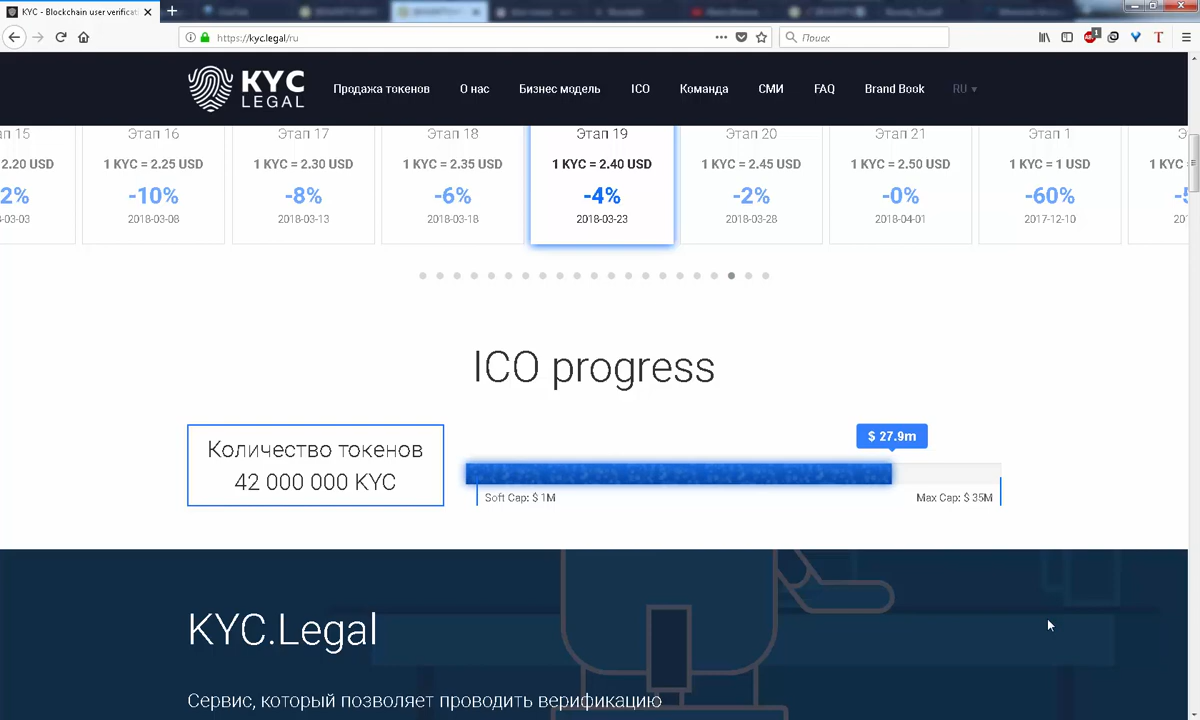 KYC - Blockchain user verificat
https://kyc.legal/ru
Поиск
KYC
LEGAL
Продажа токенов
О нас
Бизнес модель
ICO
Команда
СМИ
FAQ
Brand Book
RU
15
Этап 16
Этап 17
Этап 18
Этап 19
Этап 20
Этап 21
Этап 1
2.20 USD
1 KYC = 2.25 USD
1 KYC = 2.30 USD
1 KYC = 2.35 USD
1 KYC = 2.40 USD
1 KYC = 2.45 USD
1 KYC = 2.50 USD
1 KYC = 1 USD
1 KYC =
2%
-10%
-8%
-6%
-4%
-2%
-0%
-60%
-03-03
2018-03-08
2018-03-13
2018-03-18
2018-03-23
2018-03-28
2018-04-01
2017-12-10
ICO progress
Количество токенов
42 000 000 KYC
$ 27.9m
Soft Cap: $ 1M
Max Cap: $ 35M
KYC.Legal
Сервис, который позволяет проводить верификацию